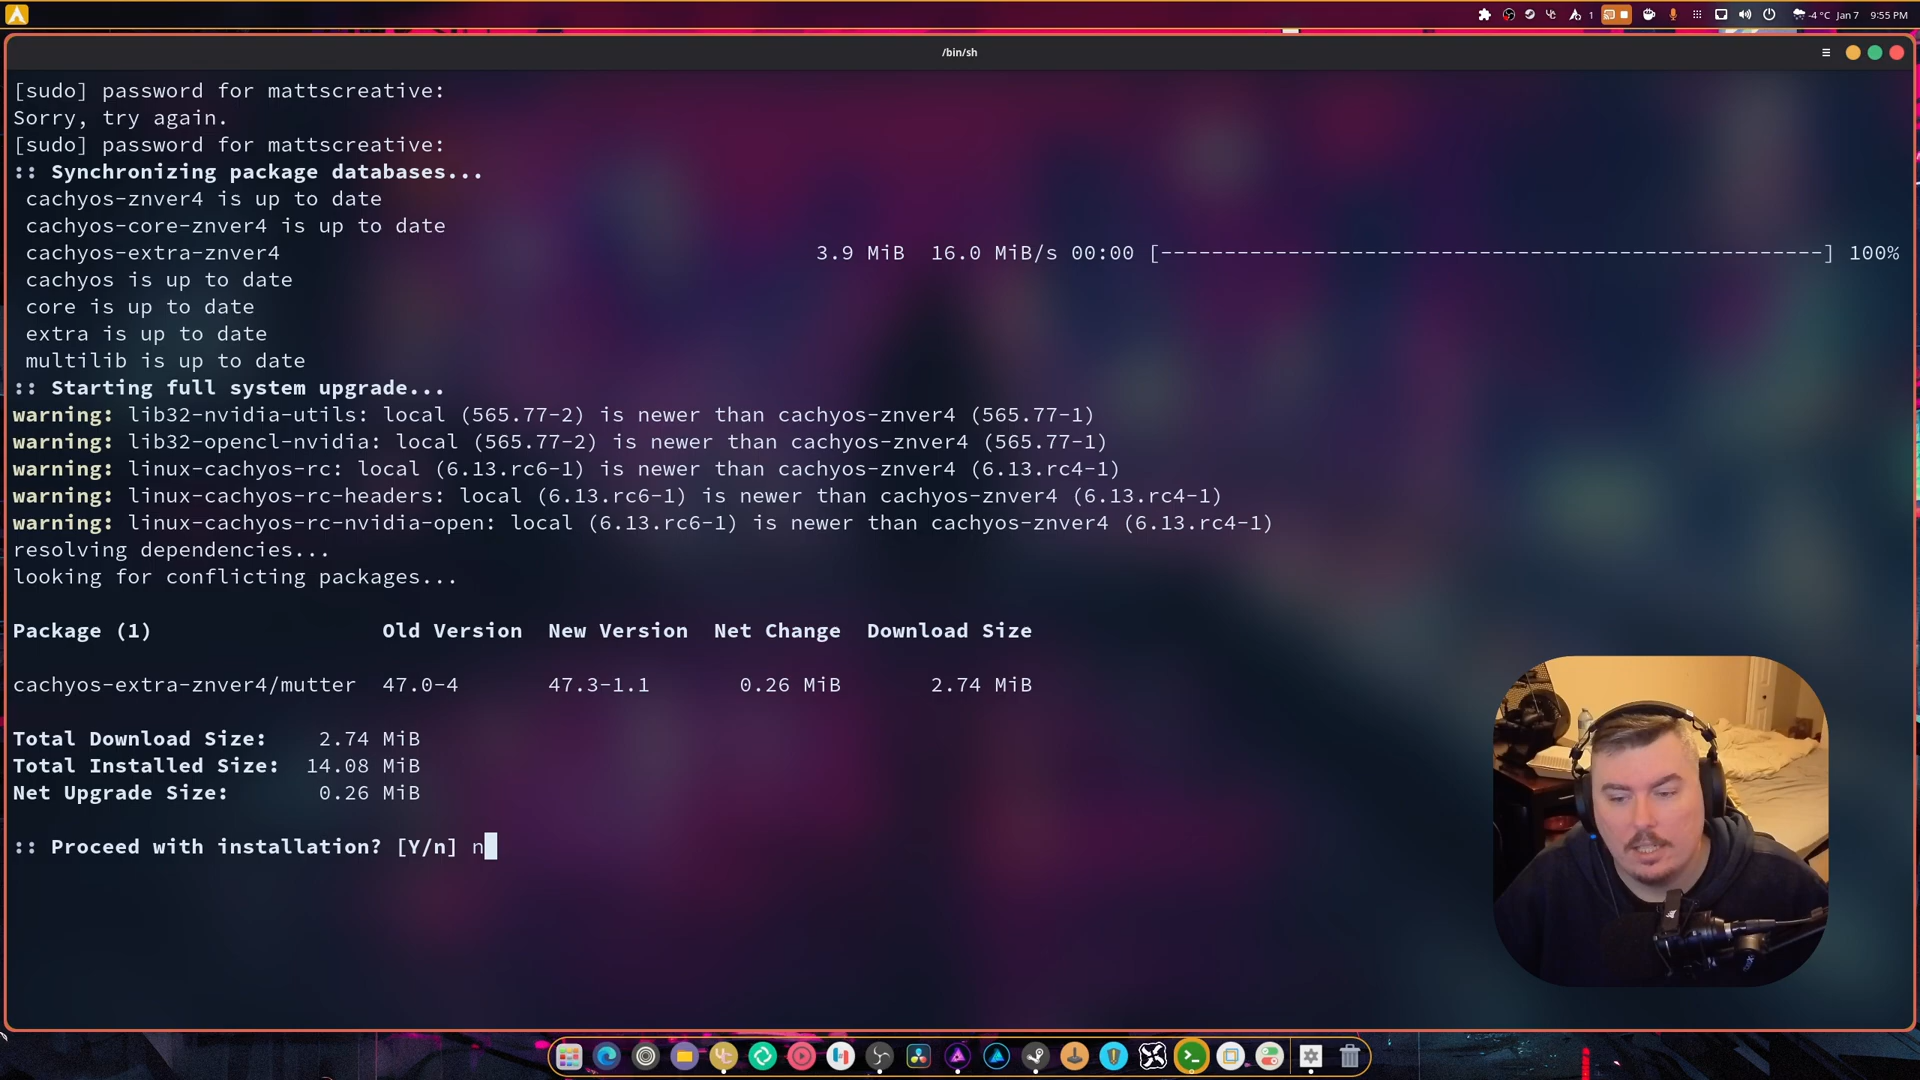 1 -4 °C Jan 7 9:55 PM
/bin/sh
[sudo] password for mattscreative:
Sorry, try again.
[sudo] password for mattscreative:
:: Synchronizing package databases...
cachyos-znver4 is up to date
cachyos-core-znver4 is up to date
cachyos-extra-znver4 3.9 MiB 16.0 MiB/s 00:00 [----------------------------------------------------] 100%
cachyos is up to date
core is up to date
extra is up to date
multilib is up to date
:: Starting full system upgrade...
warning: lib32-nvidia-utils: local (565.77-2) is newer than cachyos-znver4 (565.77-1)
warning: lib32-opencl-nvidia: local (565.77-2) is newer than cachyos-znver4 (565.77-1)
warning: linux-cachyos-rc: local (6.13.rc6-1) is newer than cachyos-znver4 (6.13.rc4-1)
warning: linux-cachyos-rc-headers: local (6.13.rc6-1) is newer than cachyos-znver4 (6.13.rc4-1)
warning: linux-cachyos-rc-nvidia-open: local (6.13.rc6-1) is newer than cachyos-znver4 (6.13.rc4-1)
resolving dependencies...
looking for conflicting packages...
Package (1) Old Version New Version Net Change Download Size
cachyos-extra-znver4/mutter 47.0-4 47.3-1.1 0.26 MiB 2.74 MiB
Total Download Size: 2.74 MiB
Total Installed Size: 14.08 MiB
Net Upgrade Size: 0.26 MiB
:: Proceed with installation? [Y/n] n